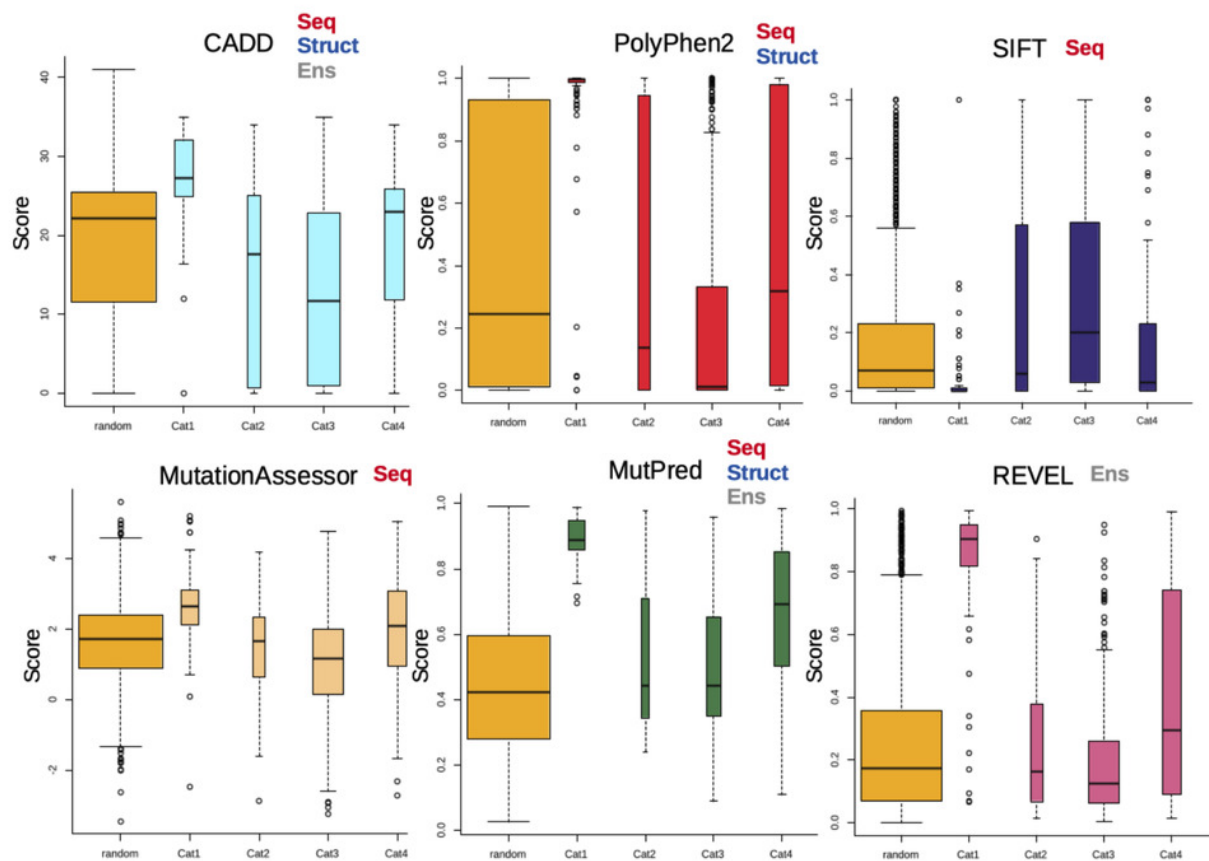 CADD
Seq
Struct
Ens
Score
40
30
20
10
0
random Cat1 Cat2 Cat3 Cat4
PolyPhen2
Seq
Struct
Score
1.0
0.8
0.6
0.4
0.2
0.0
random Cat1 Cat2 Cat3 Cat4
SIFT Seq
Score
1.0
0.8
0.6
0.4
0.2
0.0
random Cat1 Cat2 Cat3 Cat4
MutationAssessor Seq
Score
4
2
0
-2
random Cat1 Cat2 Cat3 Cat4
MutPred
Seq
Struct
Ens
Score
1.0
0.8
0.6
0.4
0.2
0.0
random Cat1 Cat2 Cat3 Cat4
REVEL Ens
Score
1.0
0.8
0.6
0.4
0.2
0.0
random Cat1 Cat2 Cat3 Cat4